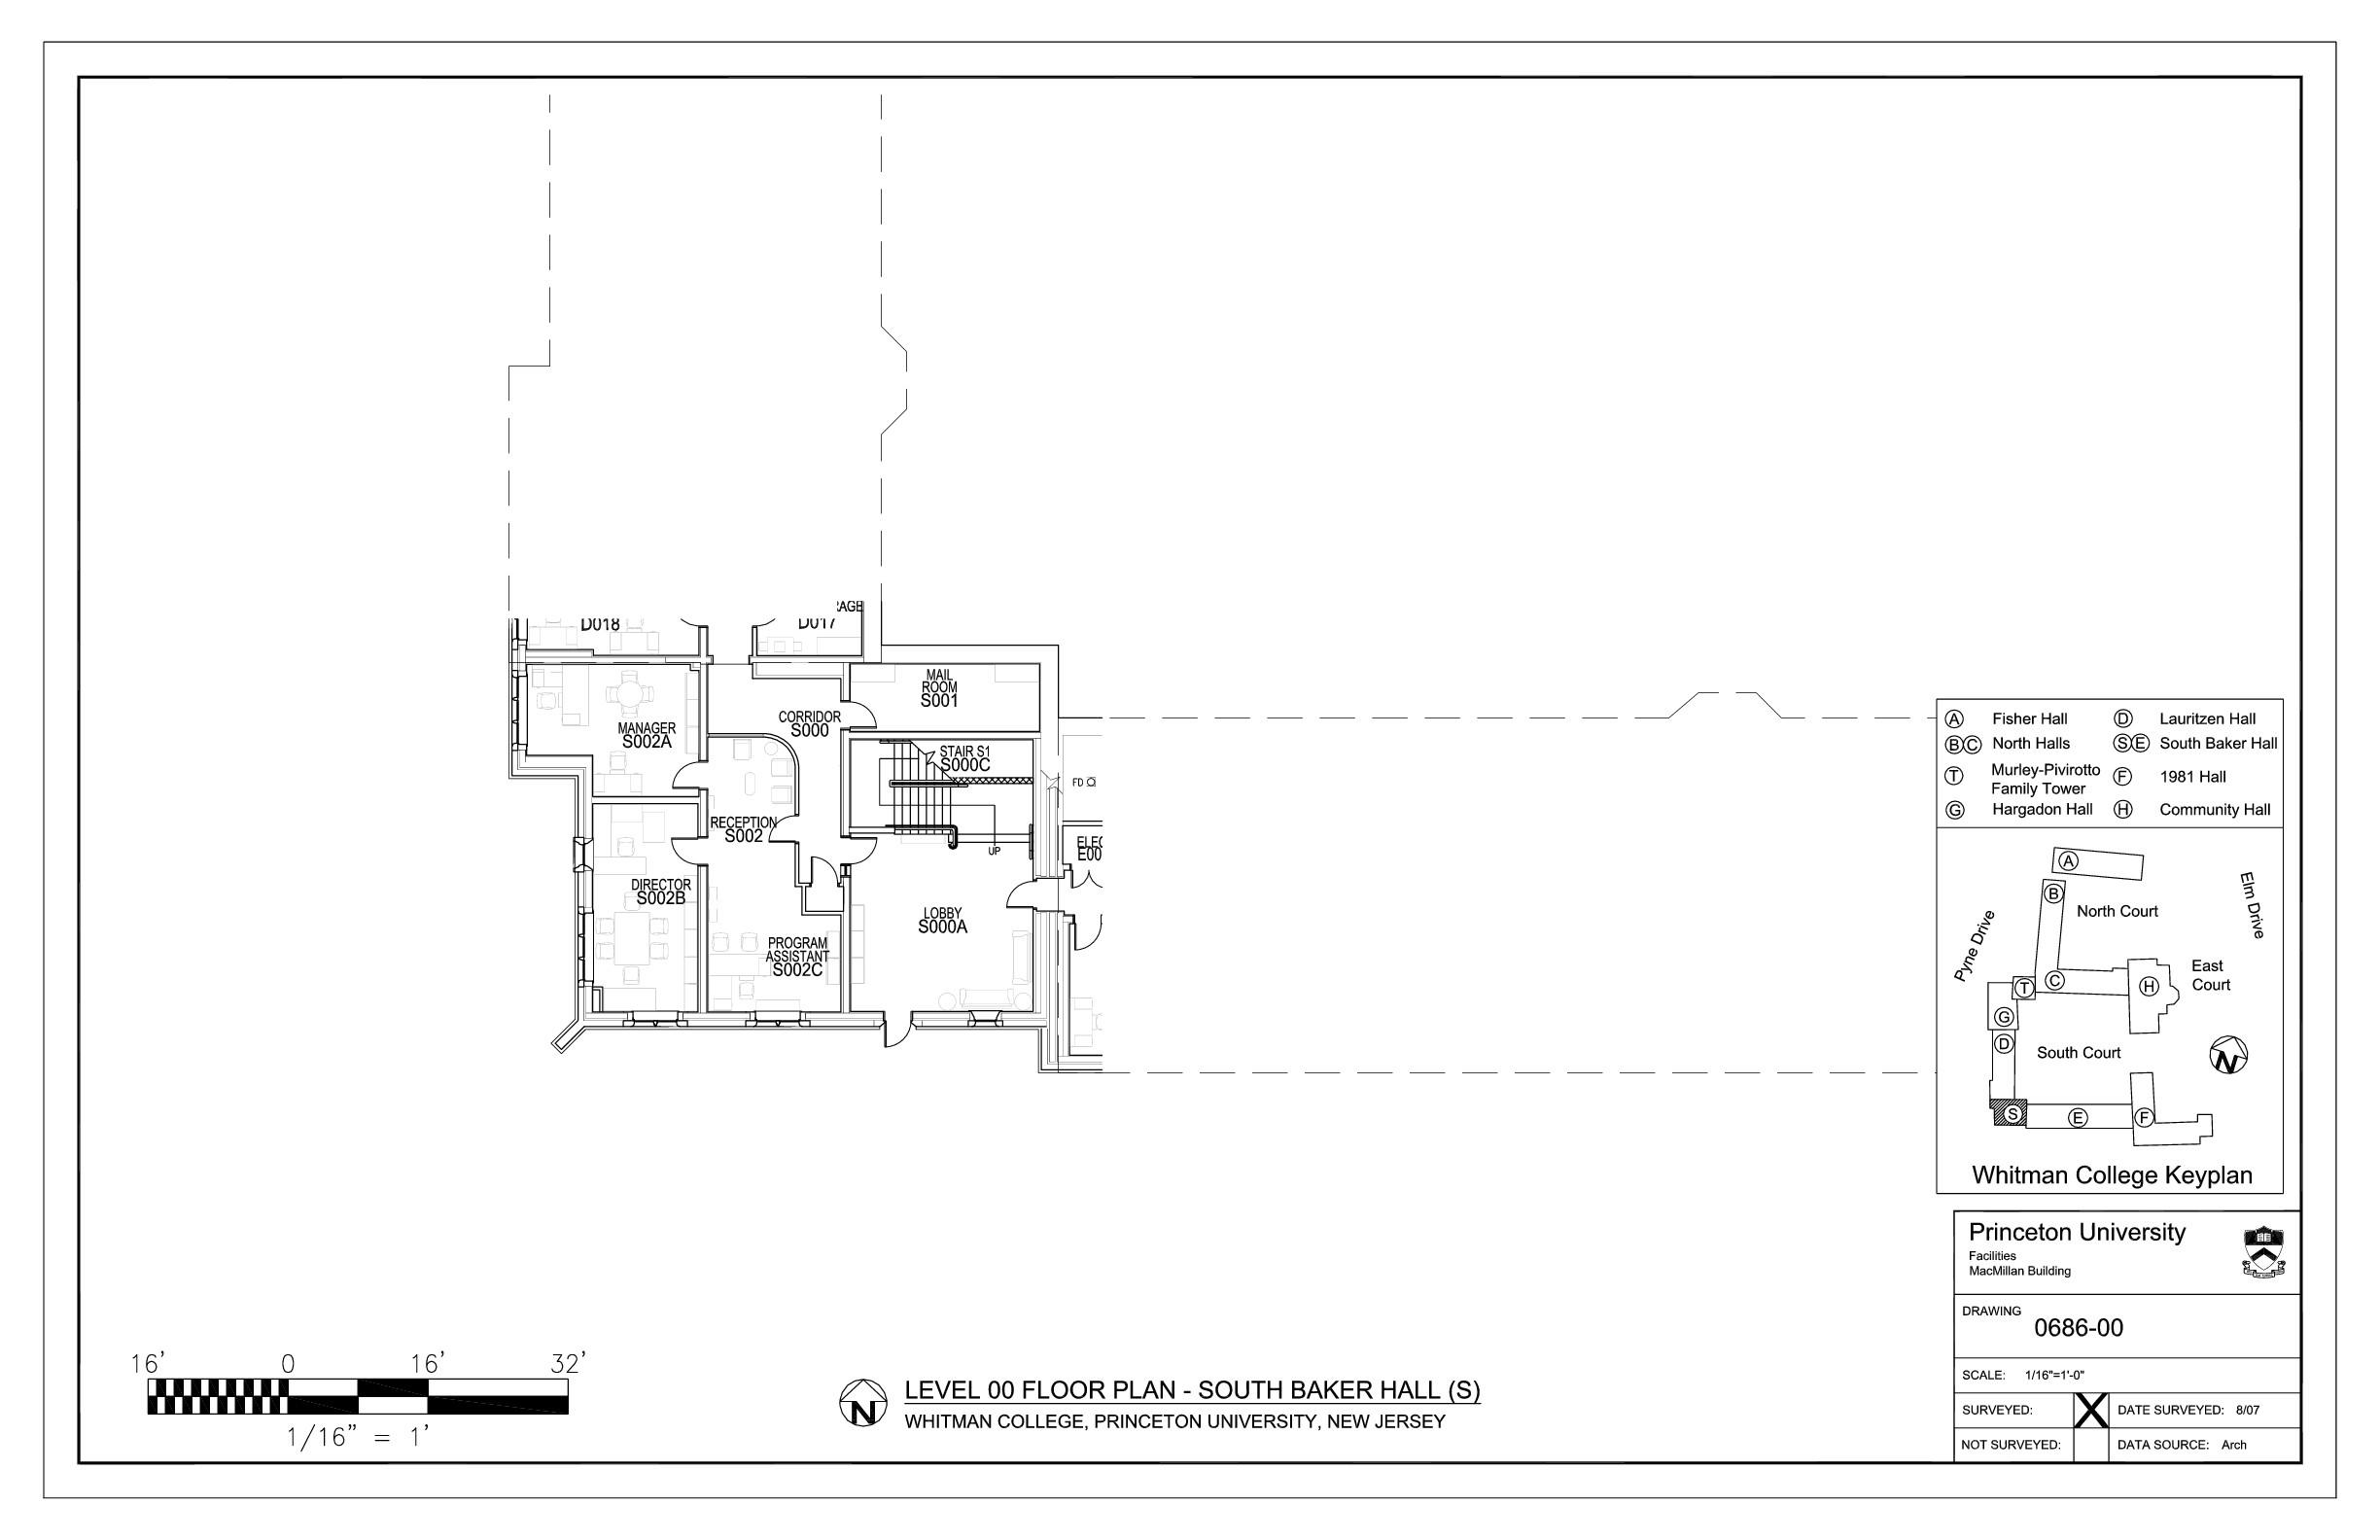 RAGE
D018
D017
MAIL
ROOM
S001
CORRIDOR
S000
MANAGER
S002A
STAIR S1
S000C
FD
RECEPTION
S002
UP
ELEC
E00
DIRECTOR
S002B
LOBBY
S000A
PROGRAM
ASSISTANT
S002C
A Fisher Hall D Lauritzen Hall
B C North Halls S E South Baker Hall
T Murley-Pivirotto
Family Tower F 1981 Hall
G Hargadon Hall H Community Hall
A
B
North Court
Elm Drive
Pyne Drive
East
Court
C
T
H
G
D
South Court
N
S
E
F
Whitman College Keyplan
Princeton University
Facilities
MacMillan Building
DRAWING
0686-00
SCALE: 1/16"=1'-0"
SURVEYED: X DATE SURVEYED: 8/07
NOT SURVEYED: DATA SOURCE: Arch
16' 0 16' 32'
1/16" = 1'
N
LEVEL 00 FLOOR PLAN - SOUTH BAKER HALL (S)
WHITMAN COLLEGE, PRINCETON UNIVERSITY, NEW JERSEY